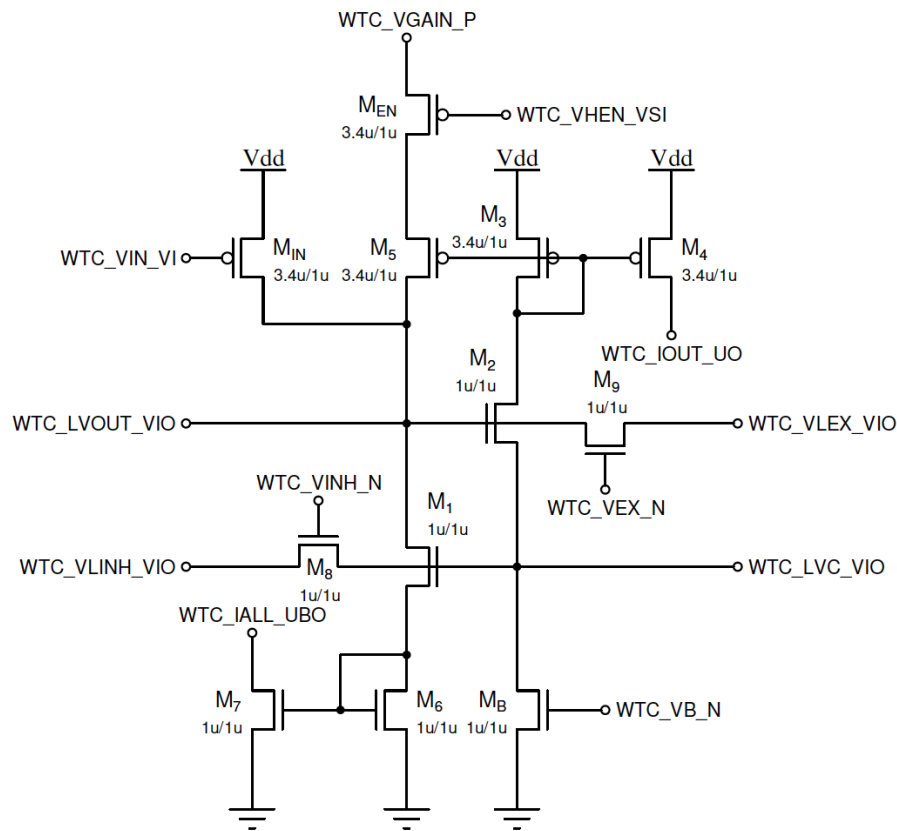 WTC_VGAIN_P
M_EN
3.4u/1u
WTC_VHEN_VSI
Vdd
Vdd
Vdd
WTC_VIN_VI
M_IN
3.4u/1u
M_5
3.4u/1u
M_3
3.4u/1u
M_4
3.4u/1u
WTC_IOUT_UO
M_2
1u/1u
M_9
1u/1u
WTC_LVOUT_VIO
WTC_VLEX_VIO
WTC_VINH_N
WTC_VEX_N
M_1
1u/1u
WTC_VLINH_VIO
M_8
1u/1u
WTC_LVC_VIO
WTC_IALL_UBO
M_7
1u/1u
M_6
1u/1u
M_B
1u/1u
WTC_VB_N